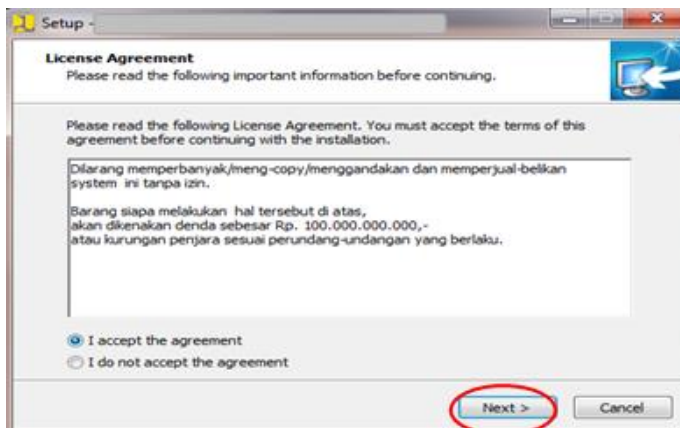 Setup -
License Agreement
Please read the following important information before continuing.
Please read the following License Agreement. You must accept the terms of this
agreement before continuing with the installation.
Dilarang memperbanyak/meng-copy/menggandakan dan memperjual-belikan
system ini tanpa izin.
Barang siapa melakukan hal tersebut di atas,
akan dikenakan denda sebesar Rp. 100.000.000.000,-
atau kurungan penjara sesuai perundang-undangan yang berlaku.
I accept the agreement
I do not accept the agreement
Next >
Cancel